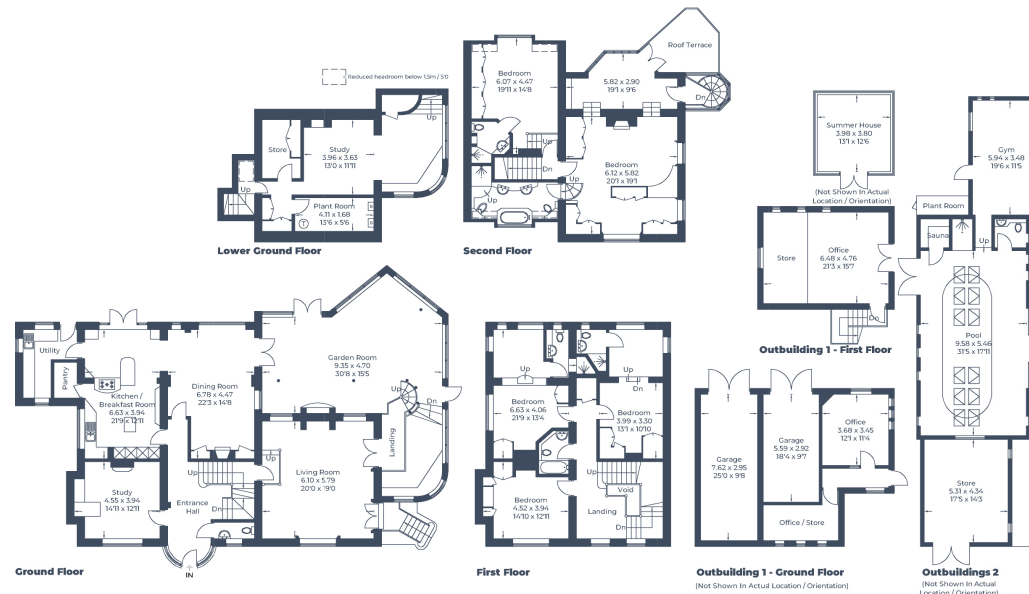 Reduced headroom below 1.5m / 5'0
Up
Store
Study
3.96 x 3.63
13'0 x 11'11
Up
Plant Room
4.11 x 1.68
13'6 x 5'6
T
B
B
Lower Ground Floor
Bedroom
6.07 x 4.47
19'11 x 14'8
Up
Dn
Up
Up
5.82 x 2.90
19'1 x 9'6
Roof Terrace
Dn
Bedroom
6.12 x 5.82
20'1 x 19'1
Second Floor
Summer House
3.98 x 3.80
13'1 x 12'6
(Not Shown In Actual
Location / Orientation)
Store
Office
6.48 x 4.76
21'3 x 15'7
Dn
Outbuilding 1 - First Floor
Gym
5.94 x 3.48
19'6 x 11'5
Plant Room
Sauna
Up
Pool
9.58 x 5.46
31'5 x 17'11
Store
5.31 x 4.34
17'5 x 14'3
Outbuildings 2
(Not Shown In Actual
Location / Orientation)
Utility
Pantry
Kitchen /
Breakfast Room
6.63 x 3.94
21'9 x 12'11
Dining Room
6.78 x 4.47
22'3 x 14'8
Garden Room
9.35 x 4.70
30'8 x 15'5
Up
Dn
Landing
Study
4.55 x 3.94
14'11 x 12'11
Up
Up
Dn
Entrance
Hall
Living Room
6.10 x 5.79
20'0 x 19'0
IN
Ground Floor
Up
Up
Dn
Bedroom
6.63 x 4.06
21'9 x 13'4
Bedroom
3.99 x 3.30
13'1 x 10'10
Bedroom
4.52 x 3.94
14'10 x 12'11
Up
Void
Landing
Dn
First Floor
Garage
7.62 x 2.95
25'0 x 9'8
Garage
5.59 x 2.92
18'4 x 9'7
Office
3.68 x 3.45
12'1 x 11'4
Office / Store
Outbuilding 1 - Ground Floor
(Not Shown In Actual Location / Orientation)